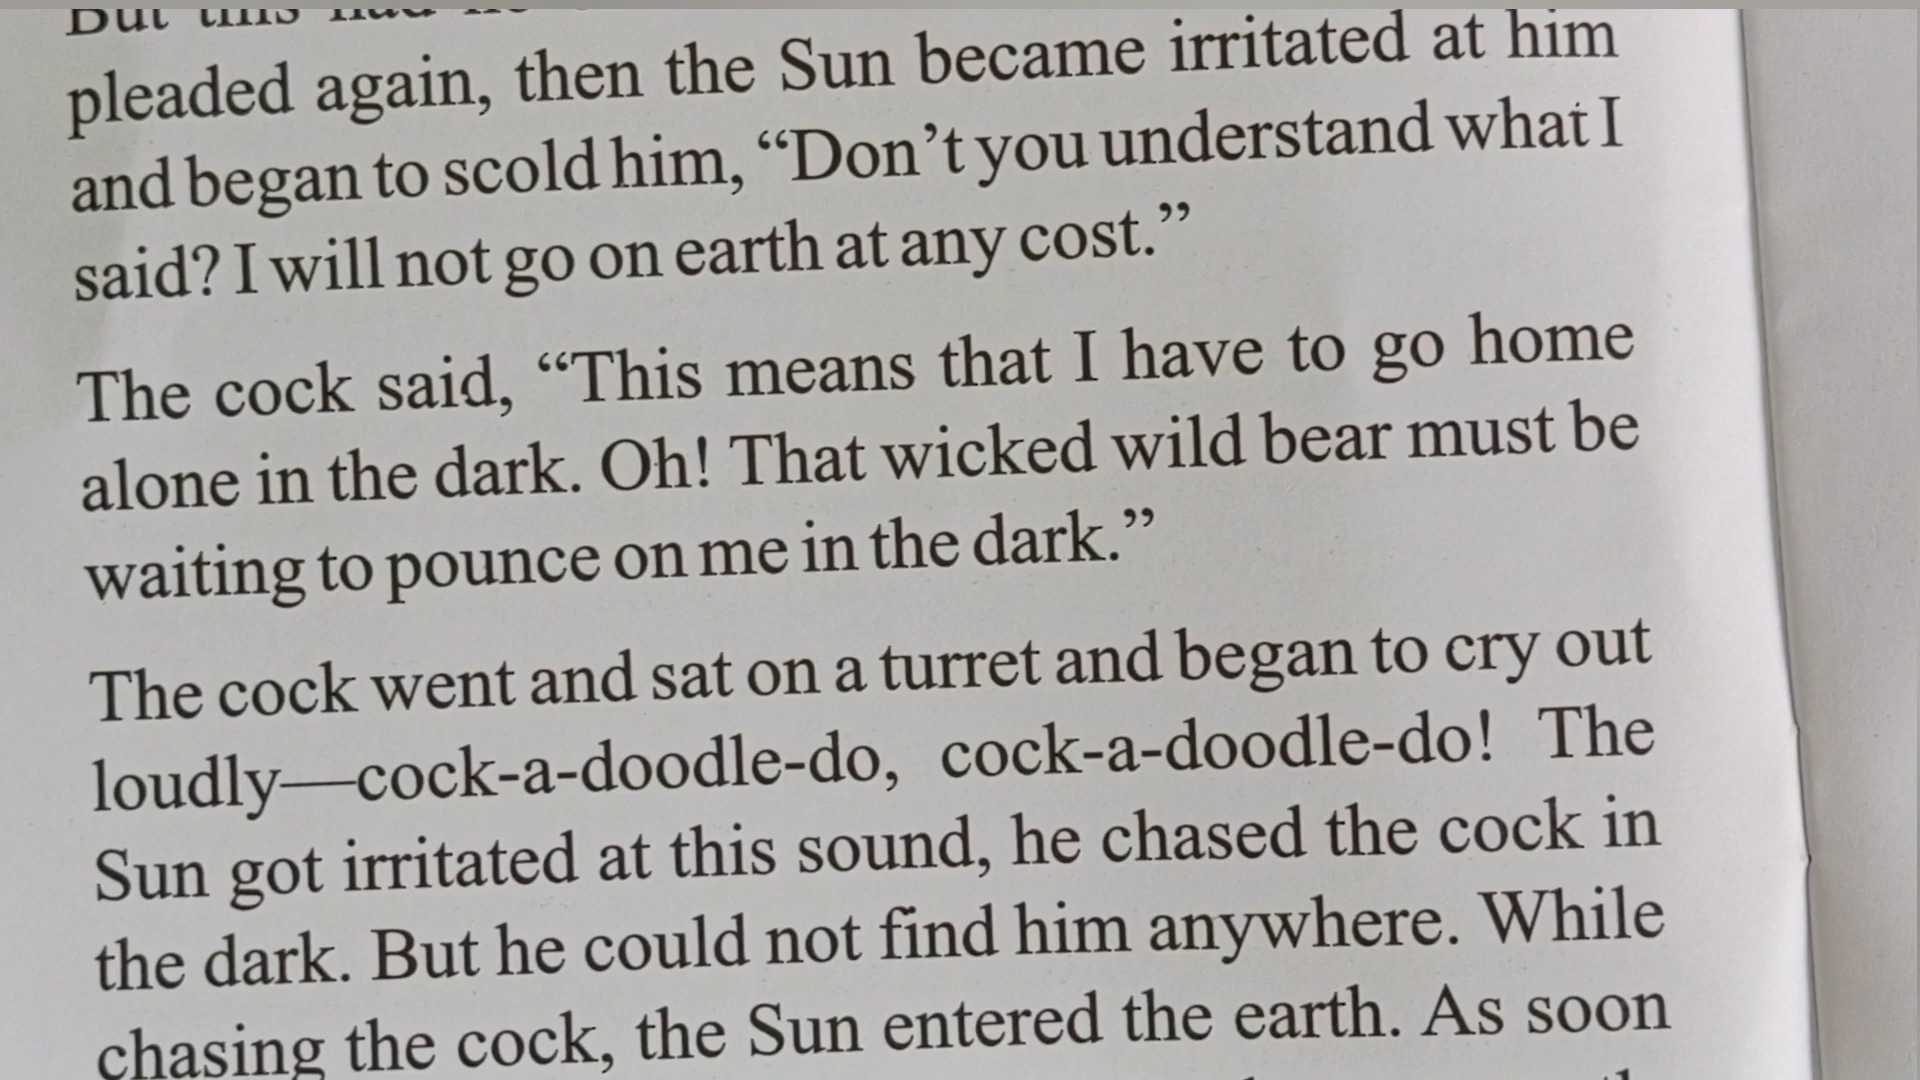 But this had
pleaded again, then the Sun became irritated at him
and began to scold him, “Don’t you understand what I
said? I will not go on earth at any cost.”
The cock said, “This means that I have to go home
alone in the dark. Oh! That wicked wild bear must be
waiting to pounce on me in the dark.”
The cock went and sat on a turret and began to cry out
loudly—cock-a-doodle-do, cock-a-doodle-do! The
Sun got irritated at this sound, he chased the cock in
the dark. But he could not find him anywhere. While
chasing the cock, the Sun entered the earth. As soon